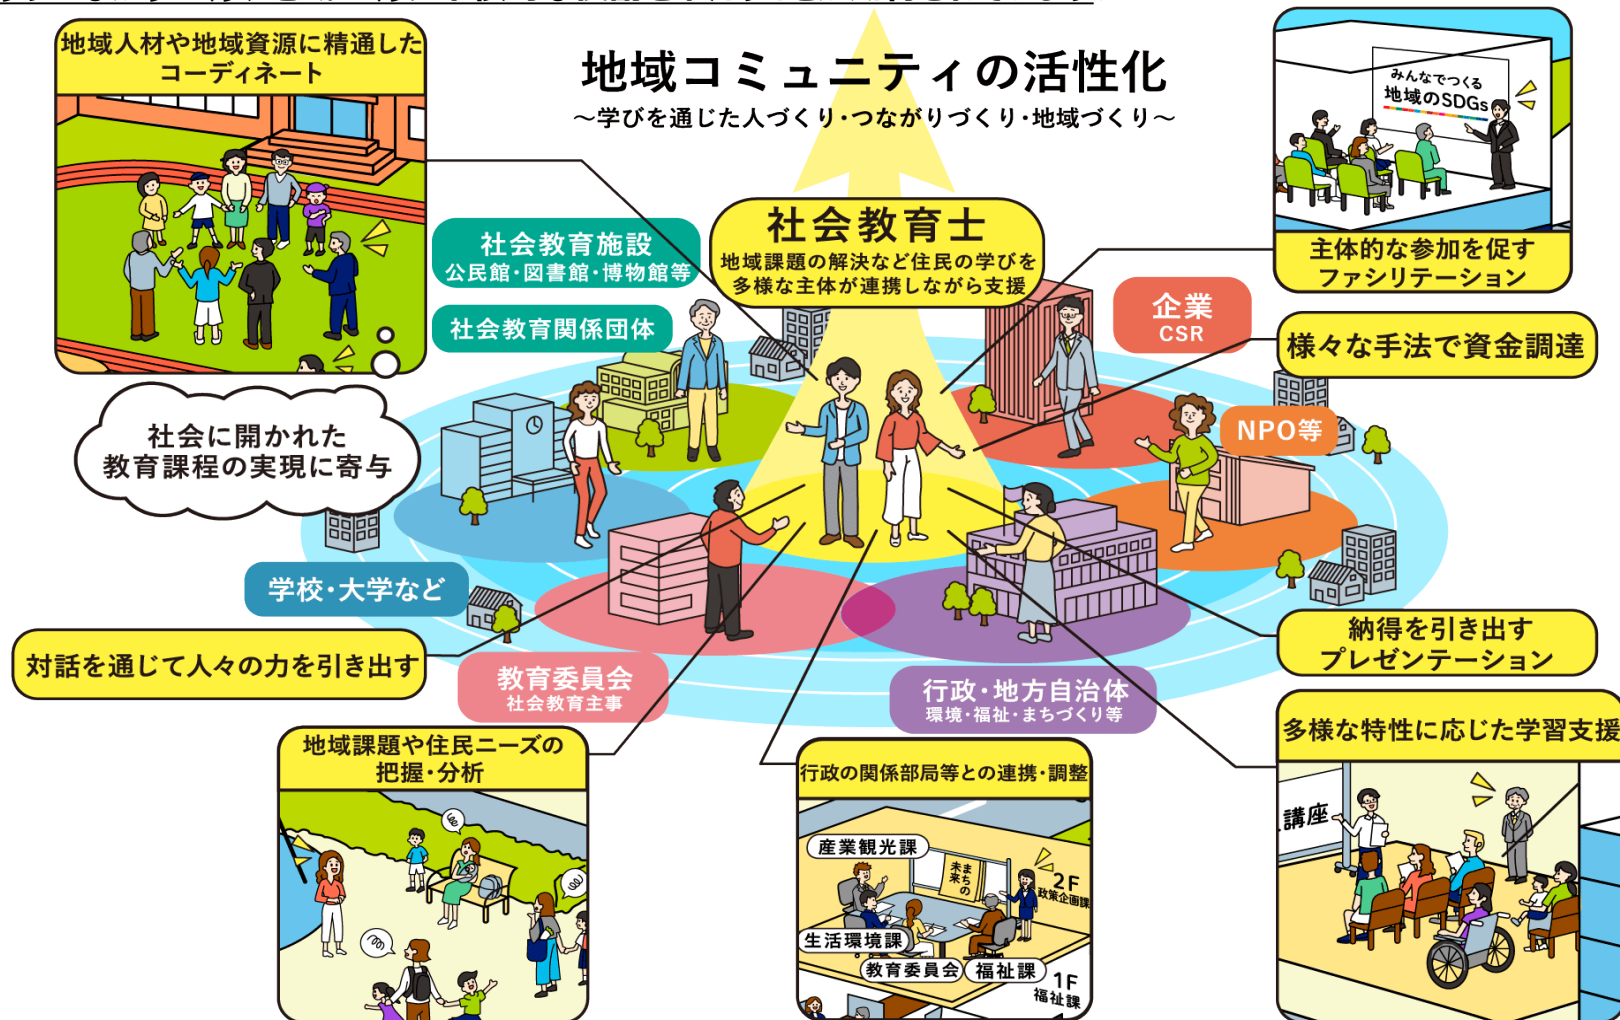 地域人材や地域資源に精通した
コーディネート
地域コミュニティの活性化
～学びを通じた人づくり・つながりづくり・地域づくり～
みんなでつくる
地域のSDGs
主体的な参加を促す
ファシリテーション
社会教育士
地域課題の解決など住民の学びを
多様な主体が連携しながら支援
社会教育施設
公民館・図書館・博物館等
社会教育関係団体
企業
CSR
様々な手法で資金調達
NPO等
社会に開かれた
教育課程の実現に寄与
学校・大学など
対話を通じて人々の力を引き出す
教育委員会
社会教育主事
行政・地方自治体
環境・福祉・まちづくり等
納得を引き出す
プレゼンテーション
地域課題や住民ニーズの
把握・分析
行政の関係部局等との連携・調整
産業観光課
まちの
未来
2F
政策企画課
生活環境課
教育委員会
福祉課
1F
福祉課
多様な特性に応じた学習支援
講座